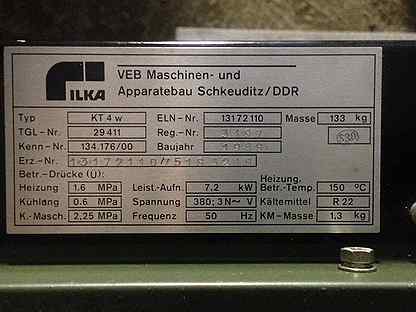 ILKA
VEB Maschinen- und
Apparatebau Schkeuditz/DDR
Typ KT 4 w ELN-Nr. 13172110 Masse 133 kg
TGL-Nr. 29411 Reg.-Nr.
Kenn-Nr. 134.176/00 Baujahr
Erz.-Nr.
Betr.-Drücke (Ü): Heizung.
Heizung 1.6 MPa Leist.-Aufn. 7,2 kW Betr.-Temp. 150 °C
Kühlang 0.6 MPa Spannung 380; 3N~ V Kältemittel R 22
K.-Masch. 2,25 MPa Frequenz 50 Hz KM-Masse 1,3 kg